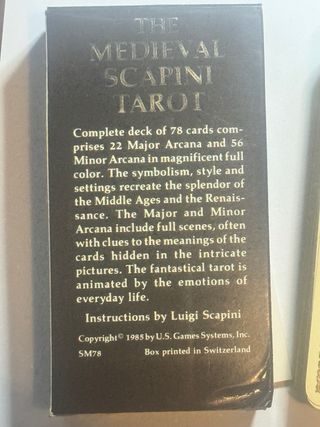 THE
MEDIEVAL
SCAPINI
TAROT
Complete deck of 78 cards com-
prises 22 Major Arcana and 56
Minor Arcana in magnificent full
color. The symbolism, style and
settings recreate the splendor of
the Middle Ages and the Renais-
sance. The Major and Minor
Arcana include full scenes, often
with clues to the meanings of the
cards hidden in the intricate
pictures. The fantastical tarot is
animated by the emotions of
everyday life.
Instructions by Luigi Scapini
Copyright© 1985 by U.S. Games Systems, Inc.
SM78 Box printed in Switzerland